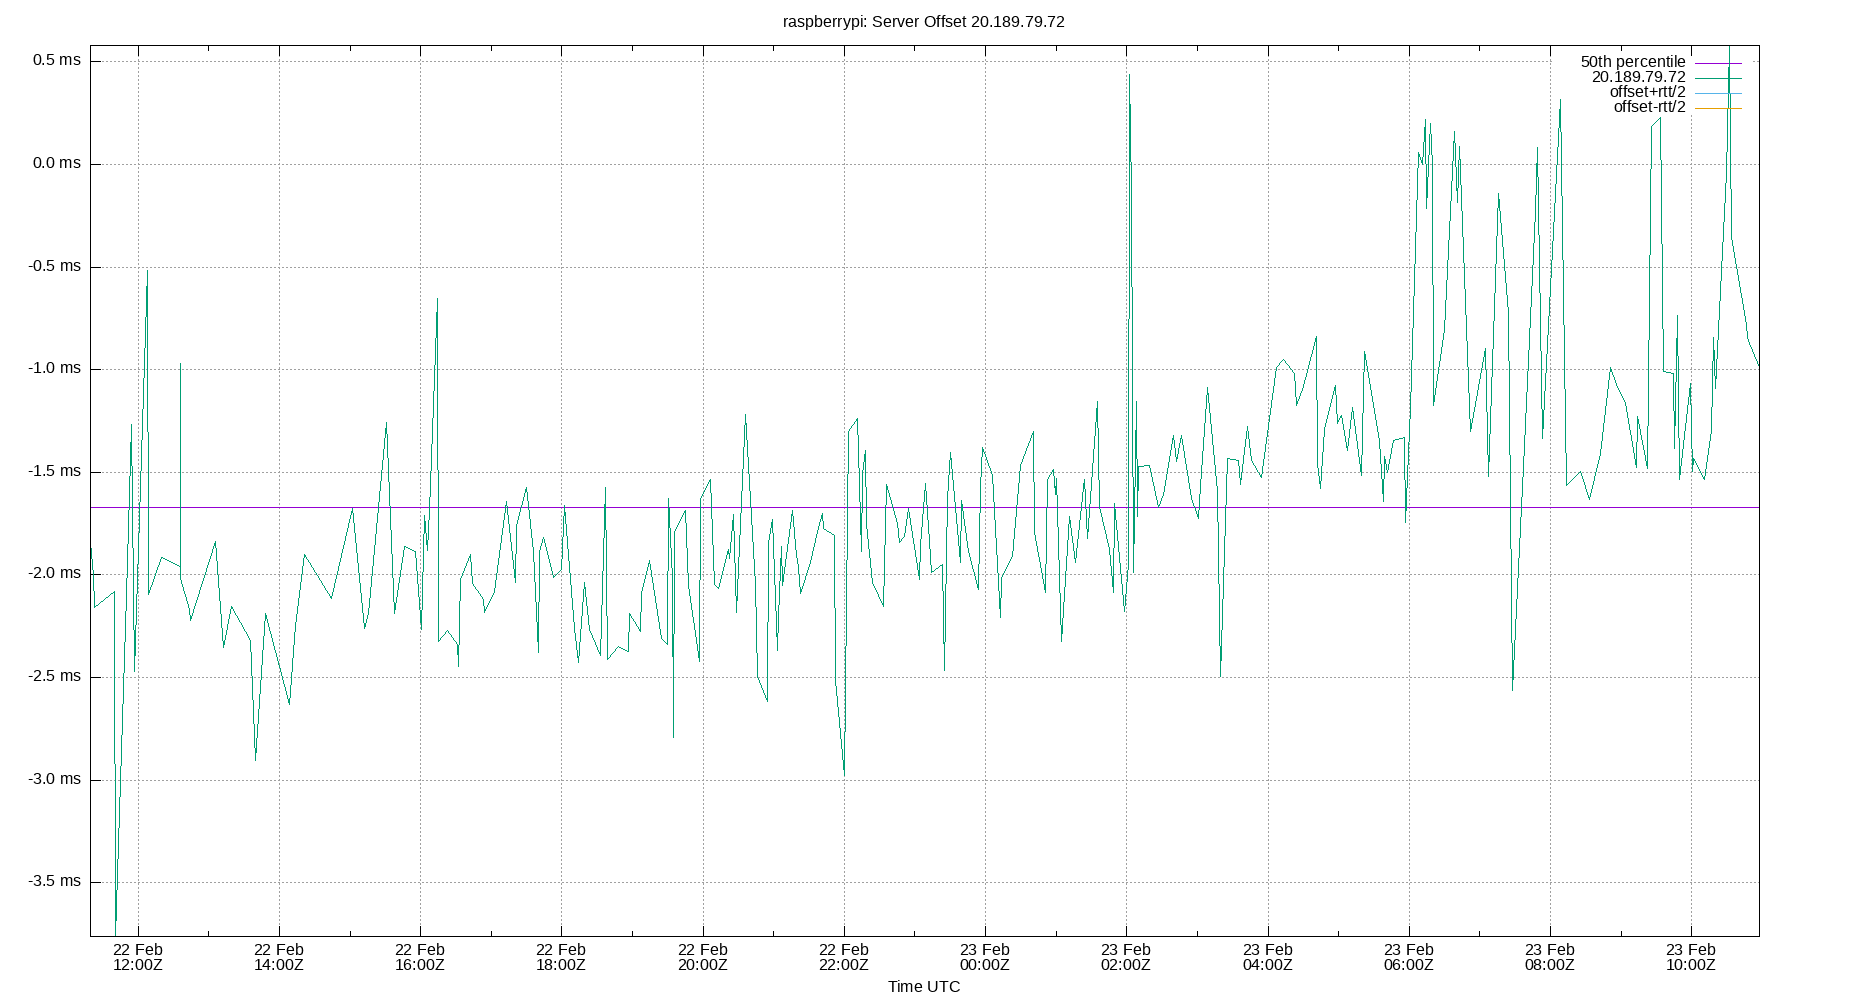 raspberrypi: Server Offset 20.189.79.72
0.5 ms
0.0 ms
-0.5 ms
-1.0 ms
-1.5 ms
-2.0 ms
-2.5 ms
-3.0 ms
-3.5 ms
50th percentile
20.189.79.72
offset+rtt/2
offset-rtt/2
22 Feb 22 Feb 22 Feb 22 Feb 22 Feb 22 Feb 23 Feb 23 Feb 23 Feb 23 Feb 23 Feb 23 Feb
12:00Z 14:00Z 16:00Z 18:00Z 20:00Z 22:00Z 00:00Z 02:00Z 04:00Z 06:00Z 08:00Z 10:00Z
Time UTC